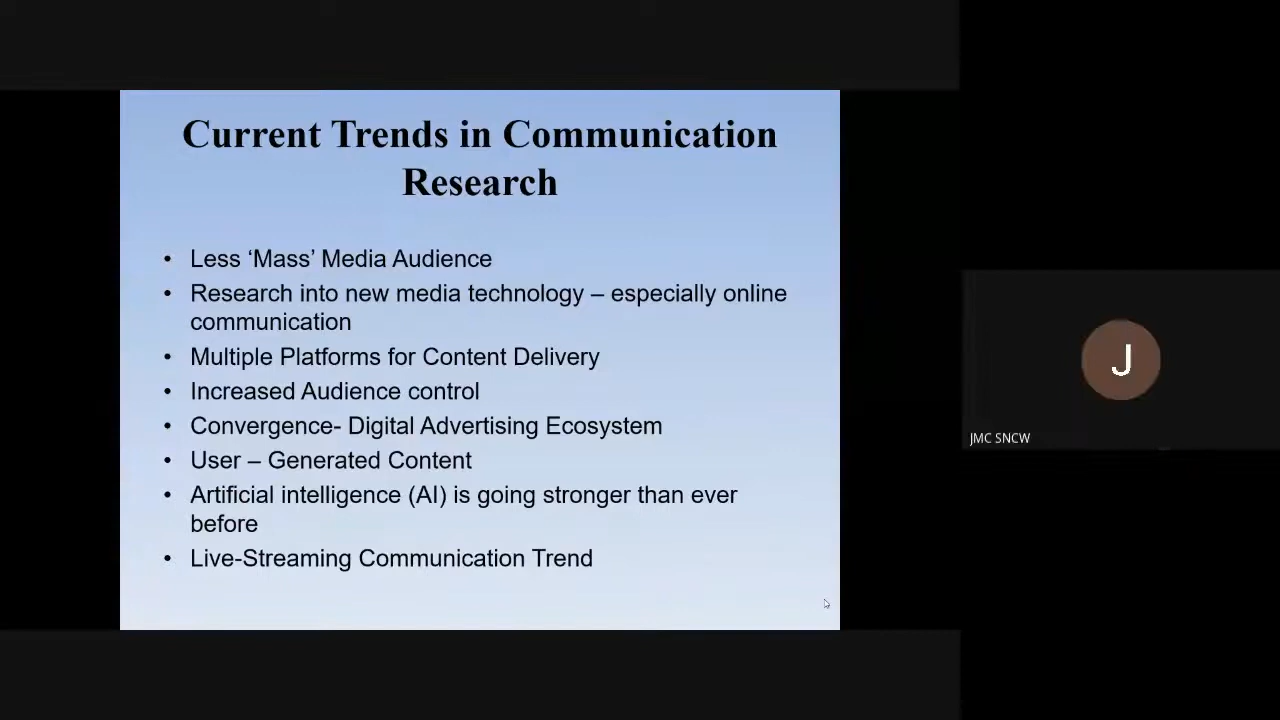 Current Trends in Communication
Research
• Less ‘Mass’ Media Audience
• Research into new media technology – especially online
communication
• Multiple Platforms for Content Delivery
• Increased Audience control
• Convergence- Digital Advertising Ecosystem
• User – Generated Content
• Artificial intelligence (AI) is going stronger than ever
before
• Live-Streaming Communication Trend
J
JMC SNCW